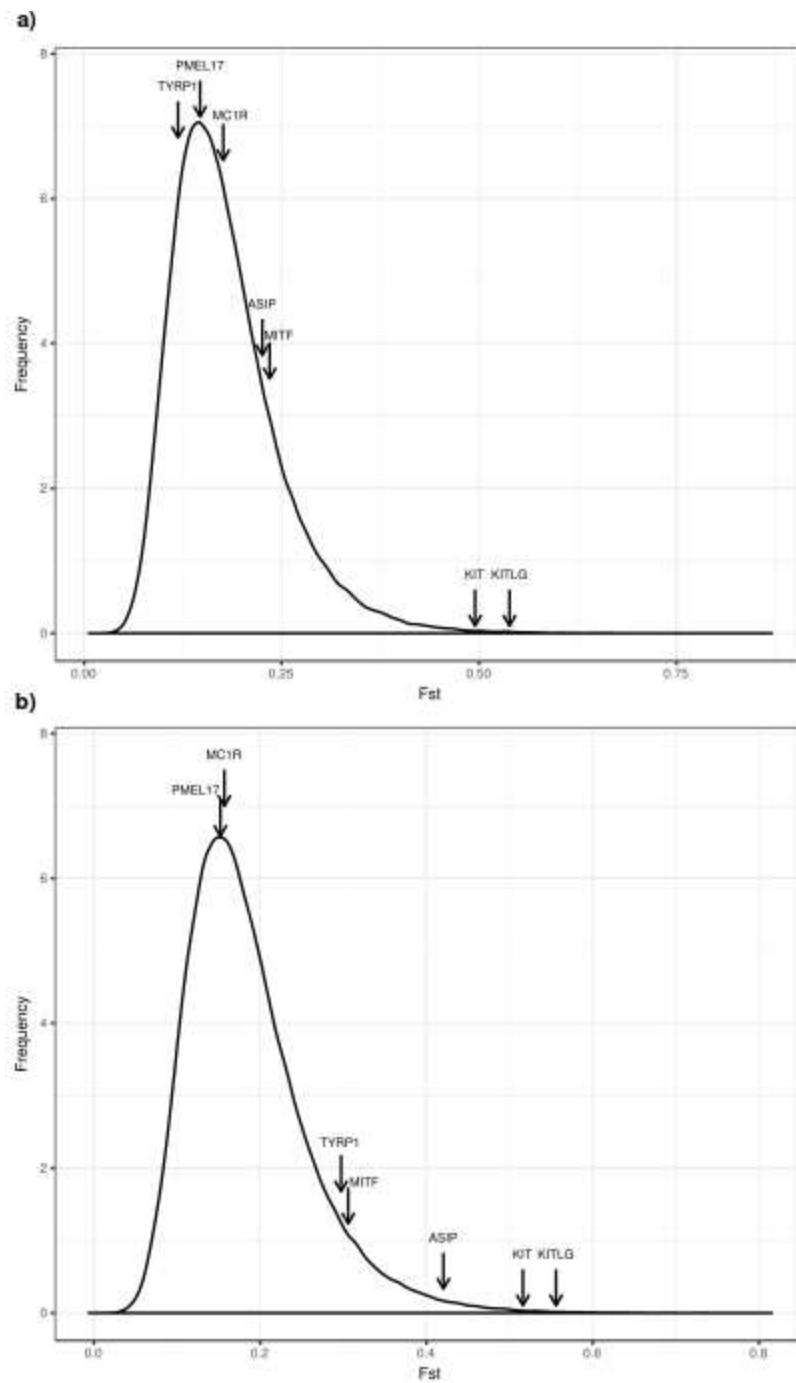 a)
8
PMEL17
TYRP1
MC1R
6
ASIP
MITF
4
Frequency
2
KIT KITLG
0
0.00 0.25 0.50 0.75
Fst
b)
8
MC1R
PMEL17
6
4
Frequency
2
TYRP1
MITF
ASIP
KIT KITLG
0
0.0 0.2 0.4 0.6 0.8
Fst